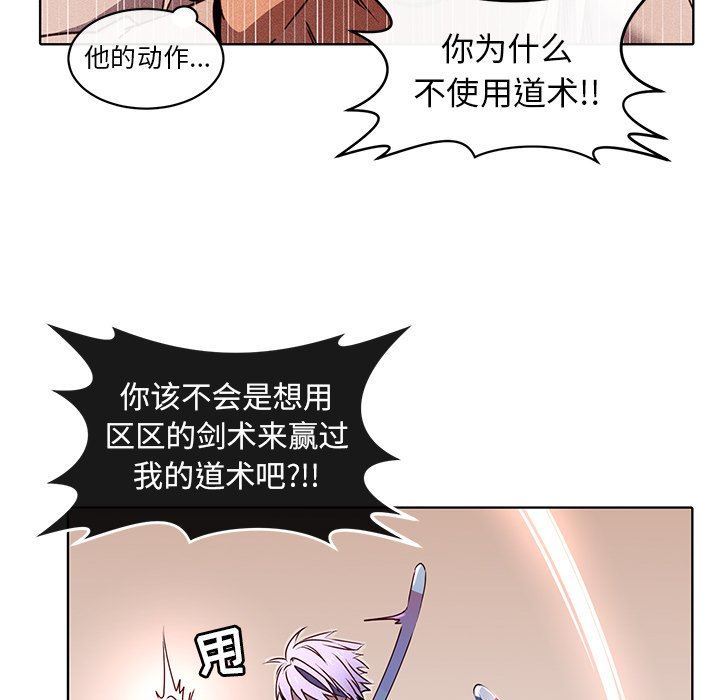 他的动作...
你为什么
不使用道术!!
你该不会是想用
区区的剑术来赢过
我的道术吧?!!
甩